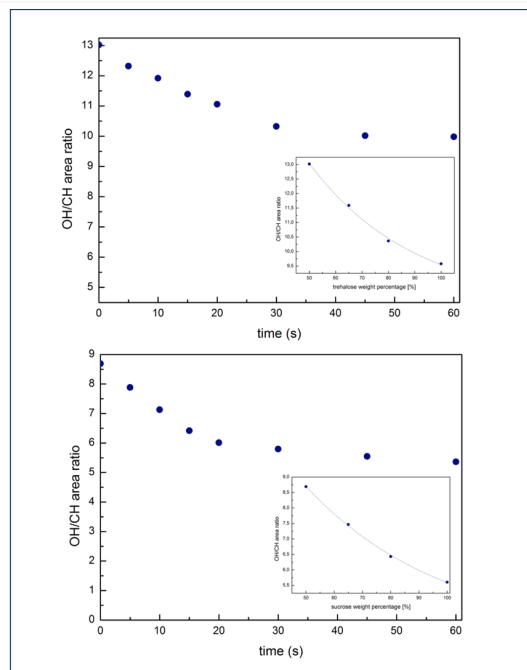 13
12
11
10
9
8
7
6
5
0 10 20 30 40 50 60
OH/CH area ratio
time (s)
13,0
12,5
12,0
11,5
11,0
10,5
10,0
9,5
50 60 70 80 90 100
OH/CH area ratio
trehalose weight percentage [%]
9
8
7
6
5
4
3
2
1
0
0 10 20 30 40 50 60
OH/CH area ratio
time (s)
9,0
8,5
8,0
7,5
7,0
6,5
6,0
5,5
50 60 70 80 90 100
OH/CH area ratio
sucrose weight percentage [%]